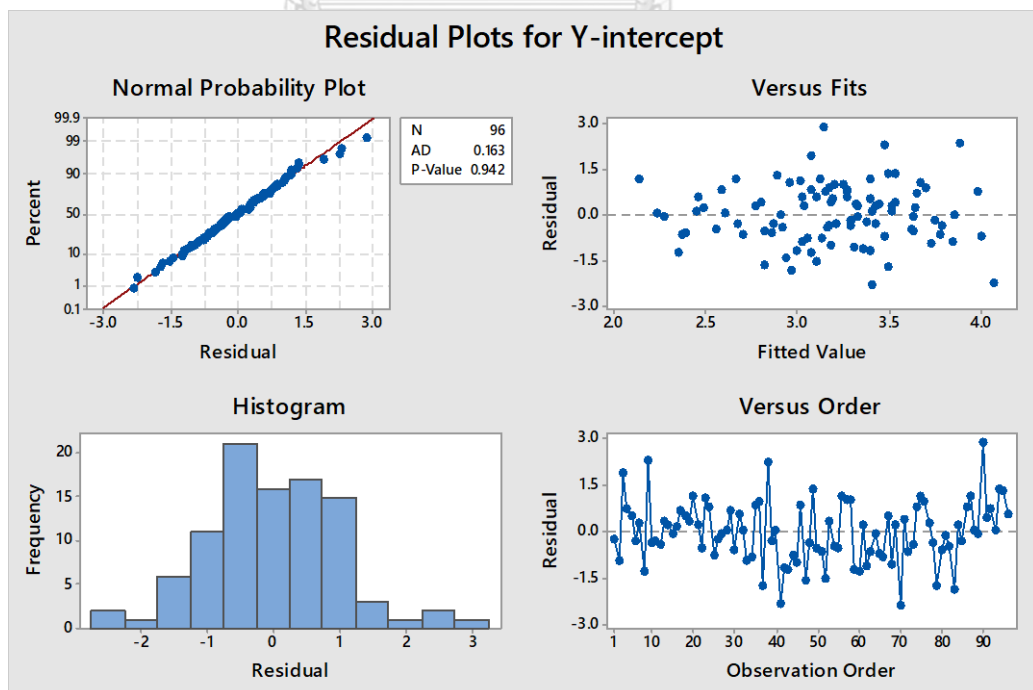 Residual Plots for Y-intercept
Normal Probability Plot
Percent
99.9
99
90
50
10
1
0.1
-3.0 -1.5 0.0 1.5 3.0
Residual
N 96
AD 0.163
P-Value 0.942
Versus Fits
Residual
3.0
1.5
0.0
-1.5
-3.0
2.0 2.5 3.0 3.5 4.0
Fitted Value
Histogram
Frequency
20
15
10
5
0
-2 -1 0 1 2 3
Residual
Versus Order
Residual
3.0
1.5
0.0
-1.5
-3.0
1 10 20 30 40 50 60 70 80 90
Observation Order